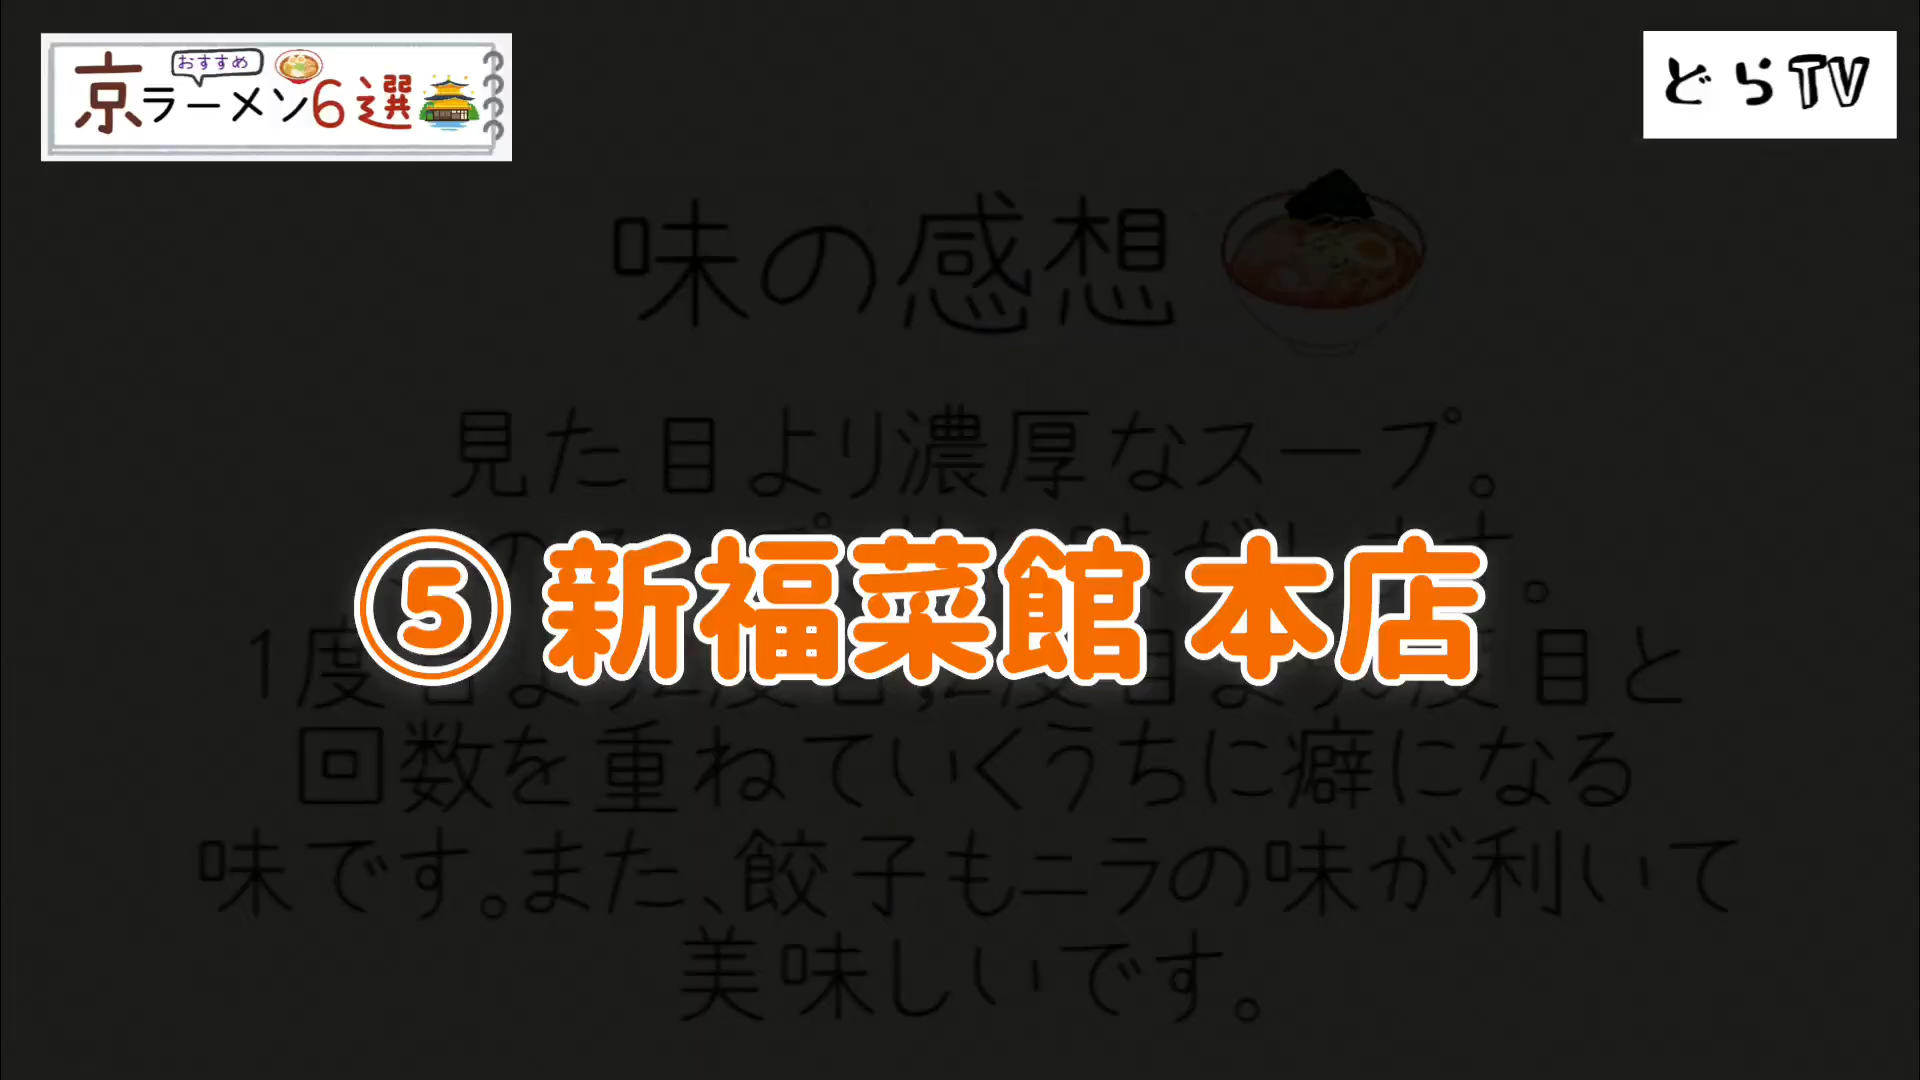 おすすめ
京ラーメン6選
どらTV
味の感想
見た目より濃厚なスープ。
⑤ 新福菜館 本店
回数を重ねていくうちに癖になる
味です。また、餃子もニラの味が利いて
美味しいです。